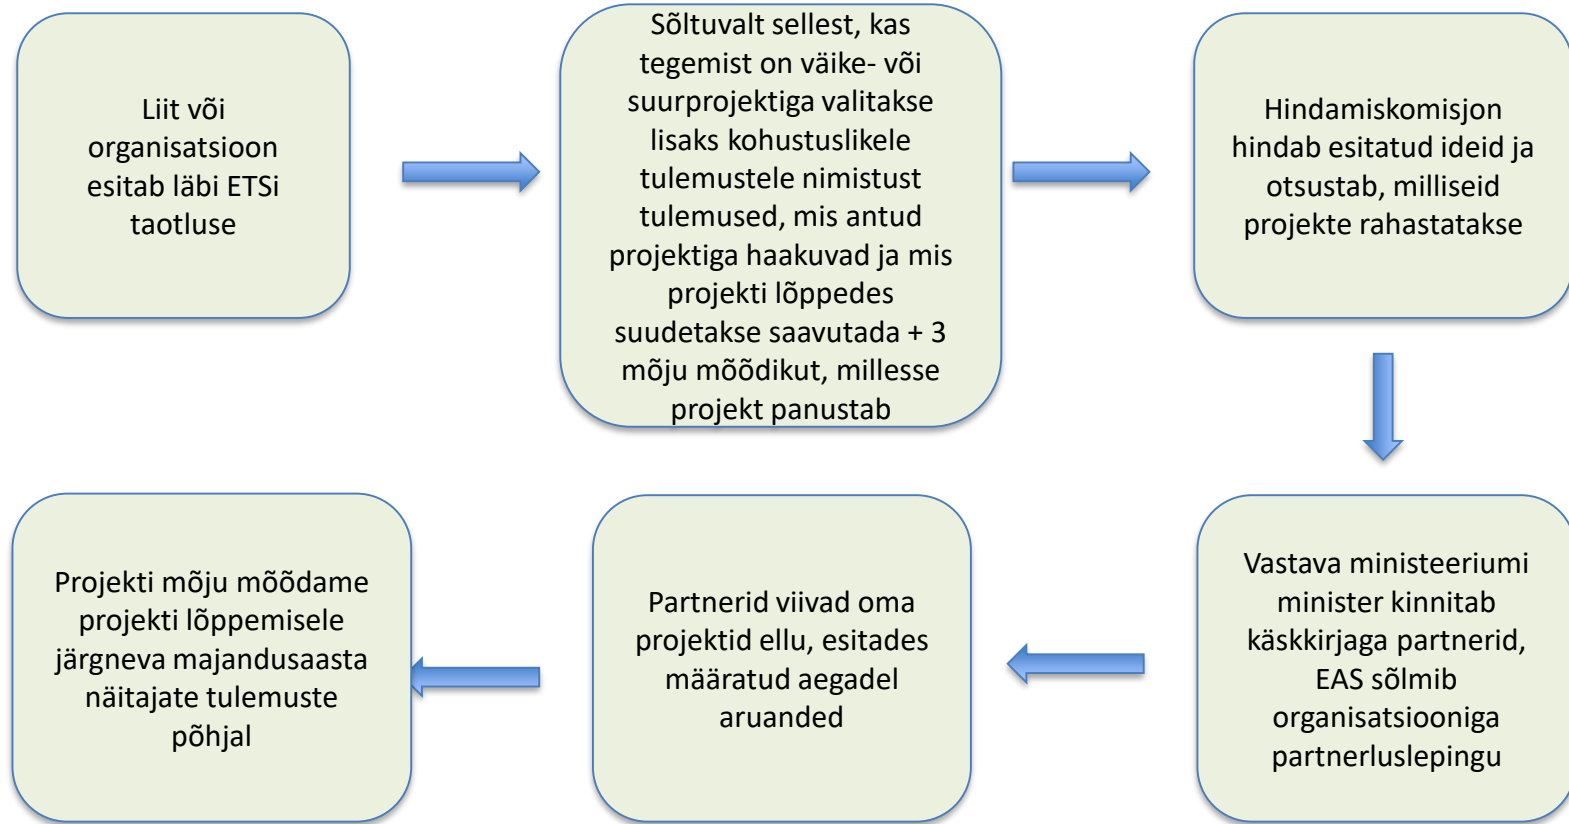 Liit või
organisatsioon
esitab läbi ETSi
taotluse
Sõltuvalt sellest, kas
tegemist on väike- või
suurprojektiga valitakse
lisaks kohustuslikele
tulemustele nimistust
tulemused, mis antud
projektiga haakuvad ja mis
projekti lõppedes
suudetakse saavutada + 3
mõju mõõdikut, millesse
projekt panustab
Hindamiskomisjon
hindab esitatud ideid ja
otsustab, milliseid
projekte rahastatakse
Vastava ministeeriumi
minister kinnitab
käskkirjaga partnerid,
EAS sõlmib
organisatsiooniga
partnerluslepingu
Partnerid viivad oma
projektid ellu, esitades
määratud aegadel
aruanded
Projekti mõju mõõdame
projekti lõppemisele
järgneva majandusaasta
näitajate tulemuste
põhjal